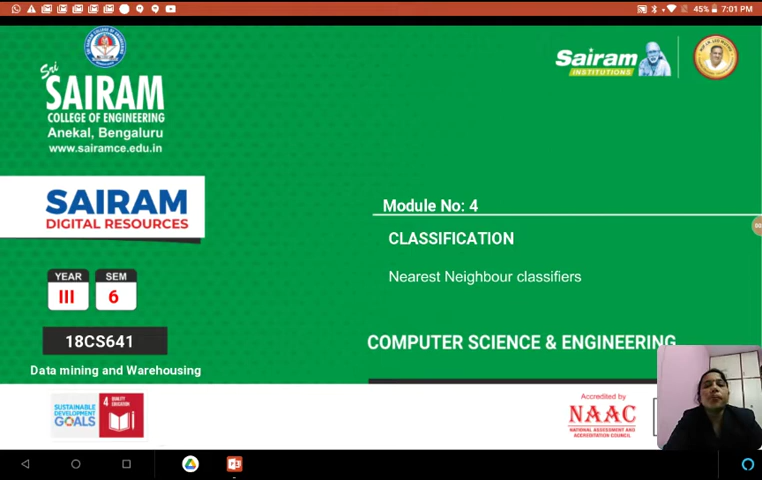 45% 7:01 PM
Sri
SAIRAM
COLLEGE OF ENGINEERING
Anekal, Bengaluru
www.sairamce.edu.in
Sairam
INSTITUTIONS
SAIRAM
DIGITAL RESOURCES
Module No: 4
CLASSIFICATION
Nearest Neighbour classifiers
YEAR
III
SEM
6
18CS641
COMPUTER SCIENCE & ENGINEERING
Data mining and Warehousing
SUSTAINABLE
DEVELOPMENT
GOALS
4 QUALITY
EDUCATION
Accredited by
NAAC
NATIONAL ASSESSMENT AND
ACCREDITATION COUNCIL